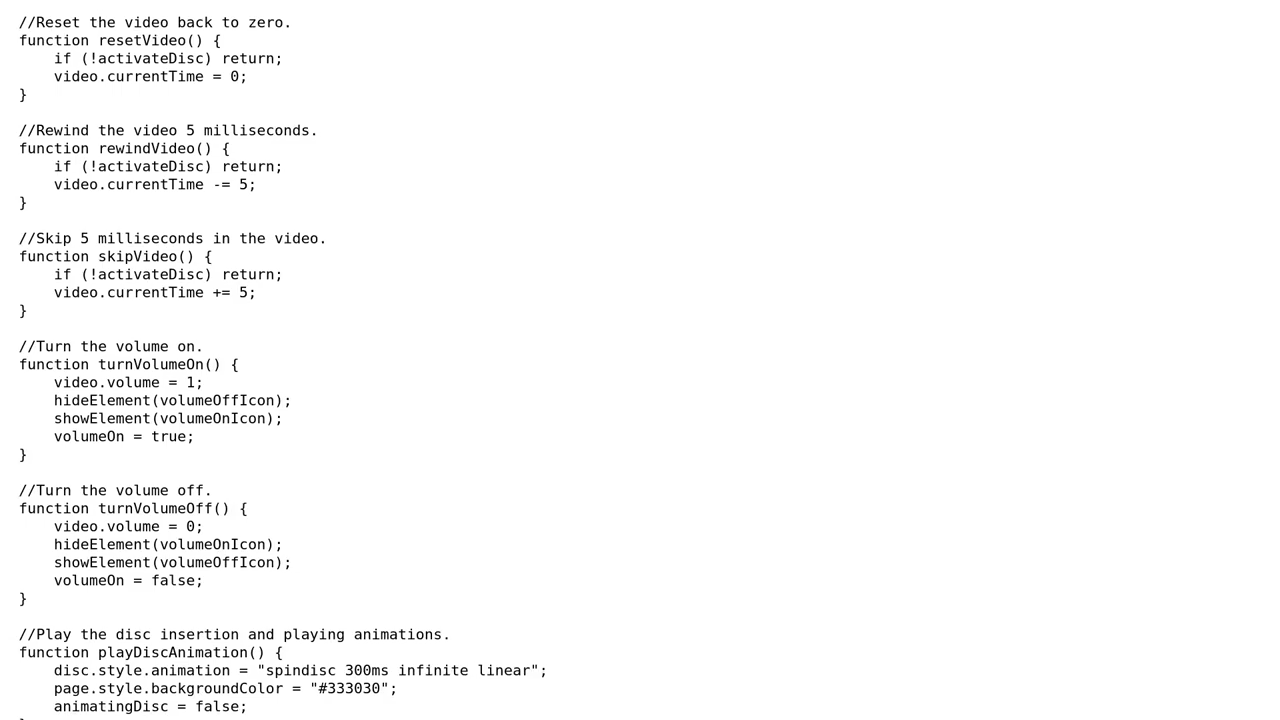 //Reset the video back to zero.
function resetVideo() {
    if (!activateDisc) return;
    video.currentTime = 0;
}

//Rewind the video 5 milliseconds.
function rewindVideo() {
    if (!activateDisc) return;
    video.currentTime -= 5;
}

//Skip 5 milliseconds in the video.
function skipVideo() {
    if (!activateDisc) return;
    video.currentTime += 5;
}

//Turn the volume on.
function turnVolumeOn() {
    video.volume = 1;
    hideElement(volumeOffIcon);
    showElement(volumeOnIcon);
    volumeOn = true;
}

//Turn the volume off.
function turnVolumeOff() {
    video.volume = 0;
    hideElement(volumeOnIcon);
    showElement(volumeOffIcon);
    volumeOn = false;
}

//Play the disc insertion and playing animations.
function playDiscAnimation() {
    disc.style.animation = "spindisc 300ms infinite linear";
    page.style.backgroundColor = "#333030";
    animatingDisc = false;